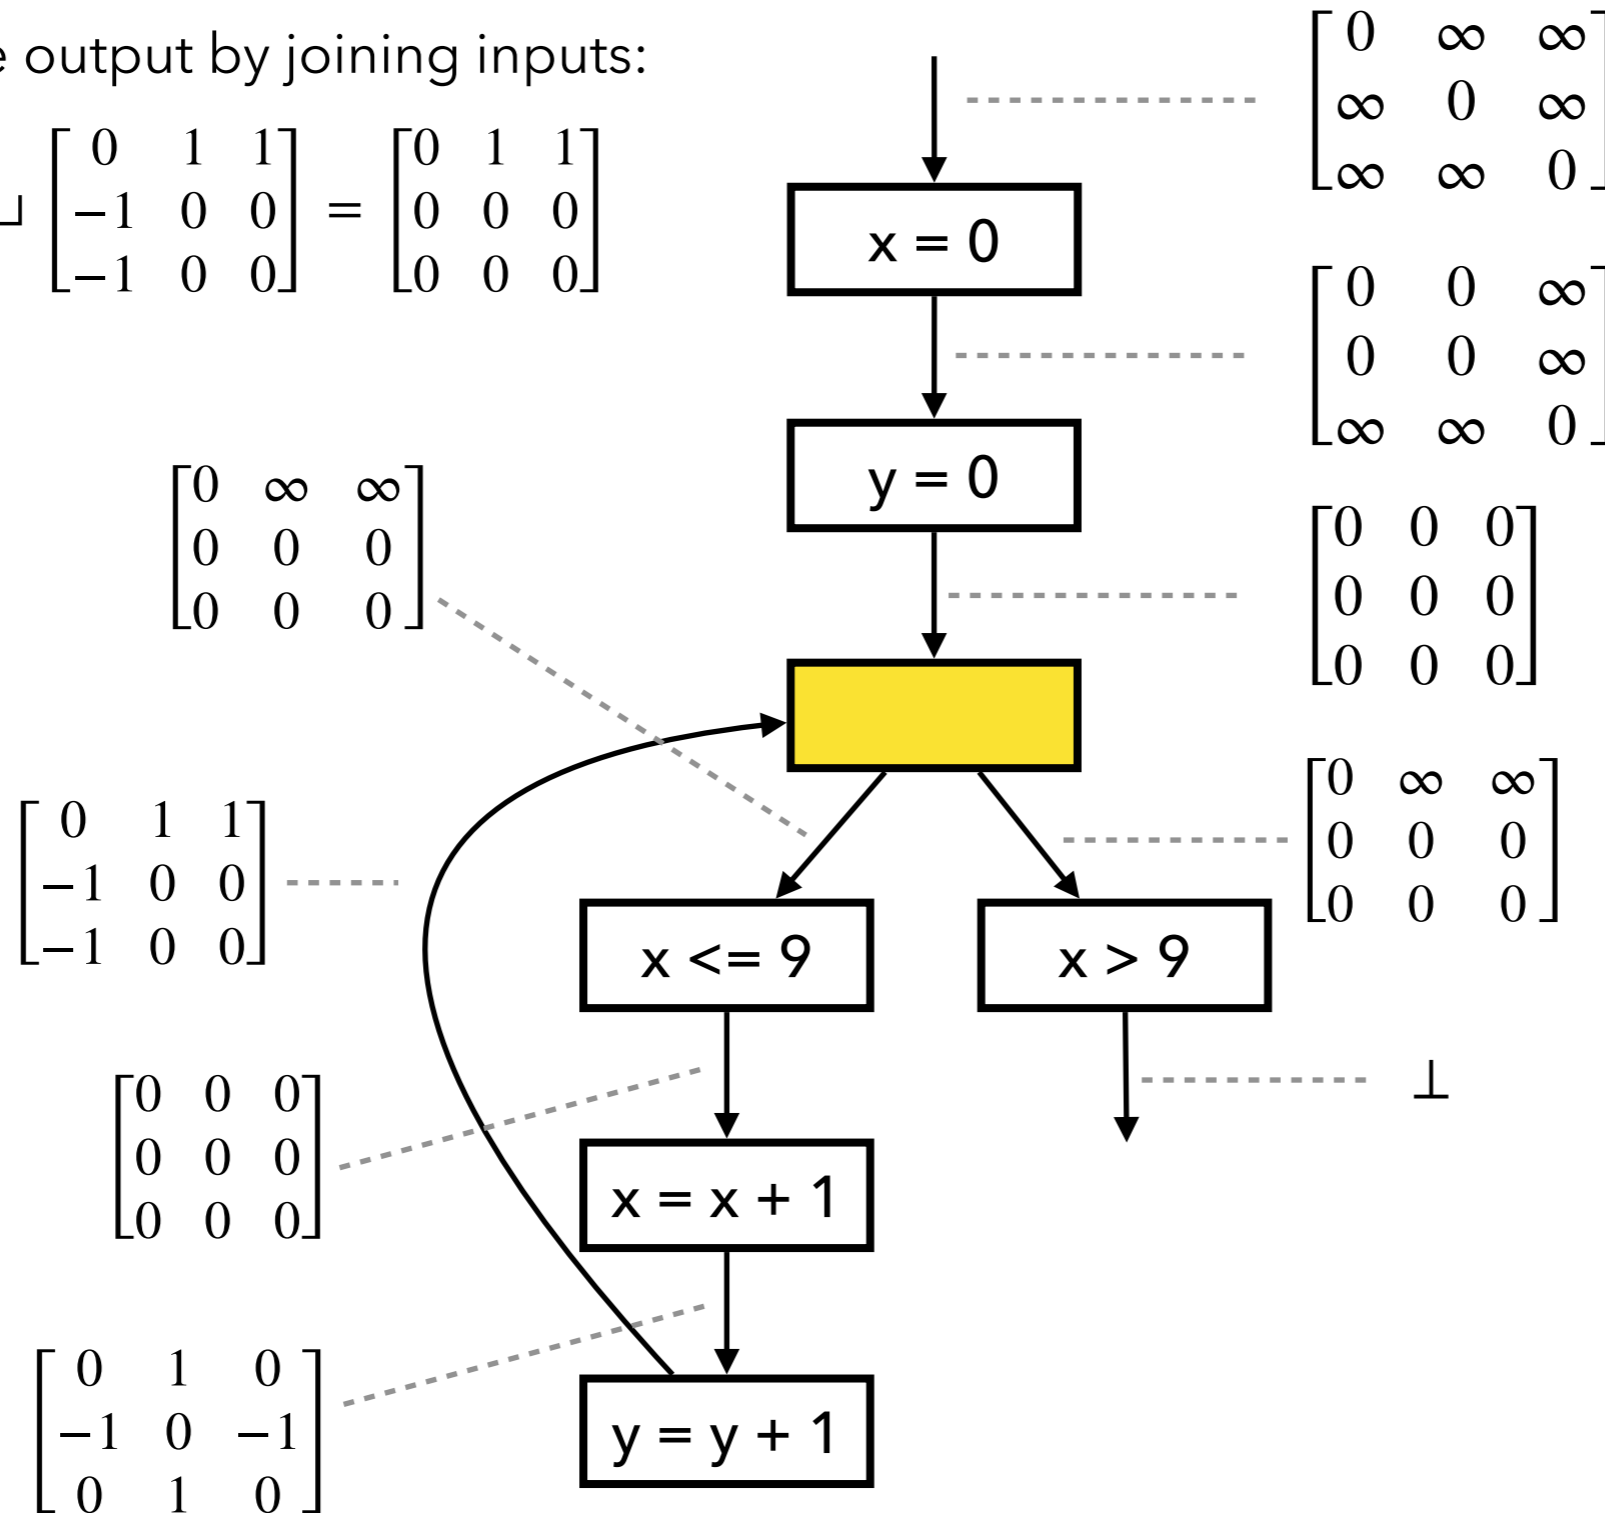 output by joining inputs:
⊔ [0 1 1] = [0 1 1]
[−1 0 0] [0 0 0]
[−1 0 0] [0 0 0]
[0 ∞ ∞]
[∞ 0 ∞]
[∞ ∞ 0]
x = 0
[0 0 ∞]
[0 0 ∞]
[∞ ∞ 0]
y = 0
[0 ∞ ∞]
[0 0 0]
[0 0 0]
[0 0 0]
[0 0 0]
[0 0 0]
[0 1 1]
[−1 0 0]
[−1 0 0]
[0 ∞ ∞]
[0 0 0]
[0 0 0]
x <= 9
x > 9
⊥
[0 0 0]
[0 0 0]
[0 0 0]
x = x + 1
[0 1 0]
[−1 0 −1]
[0 1 0]
y = y + 1